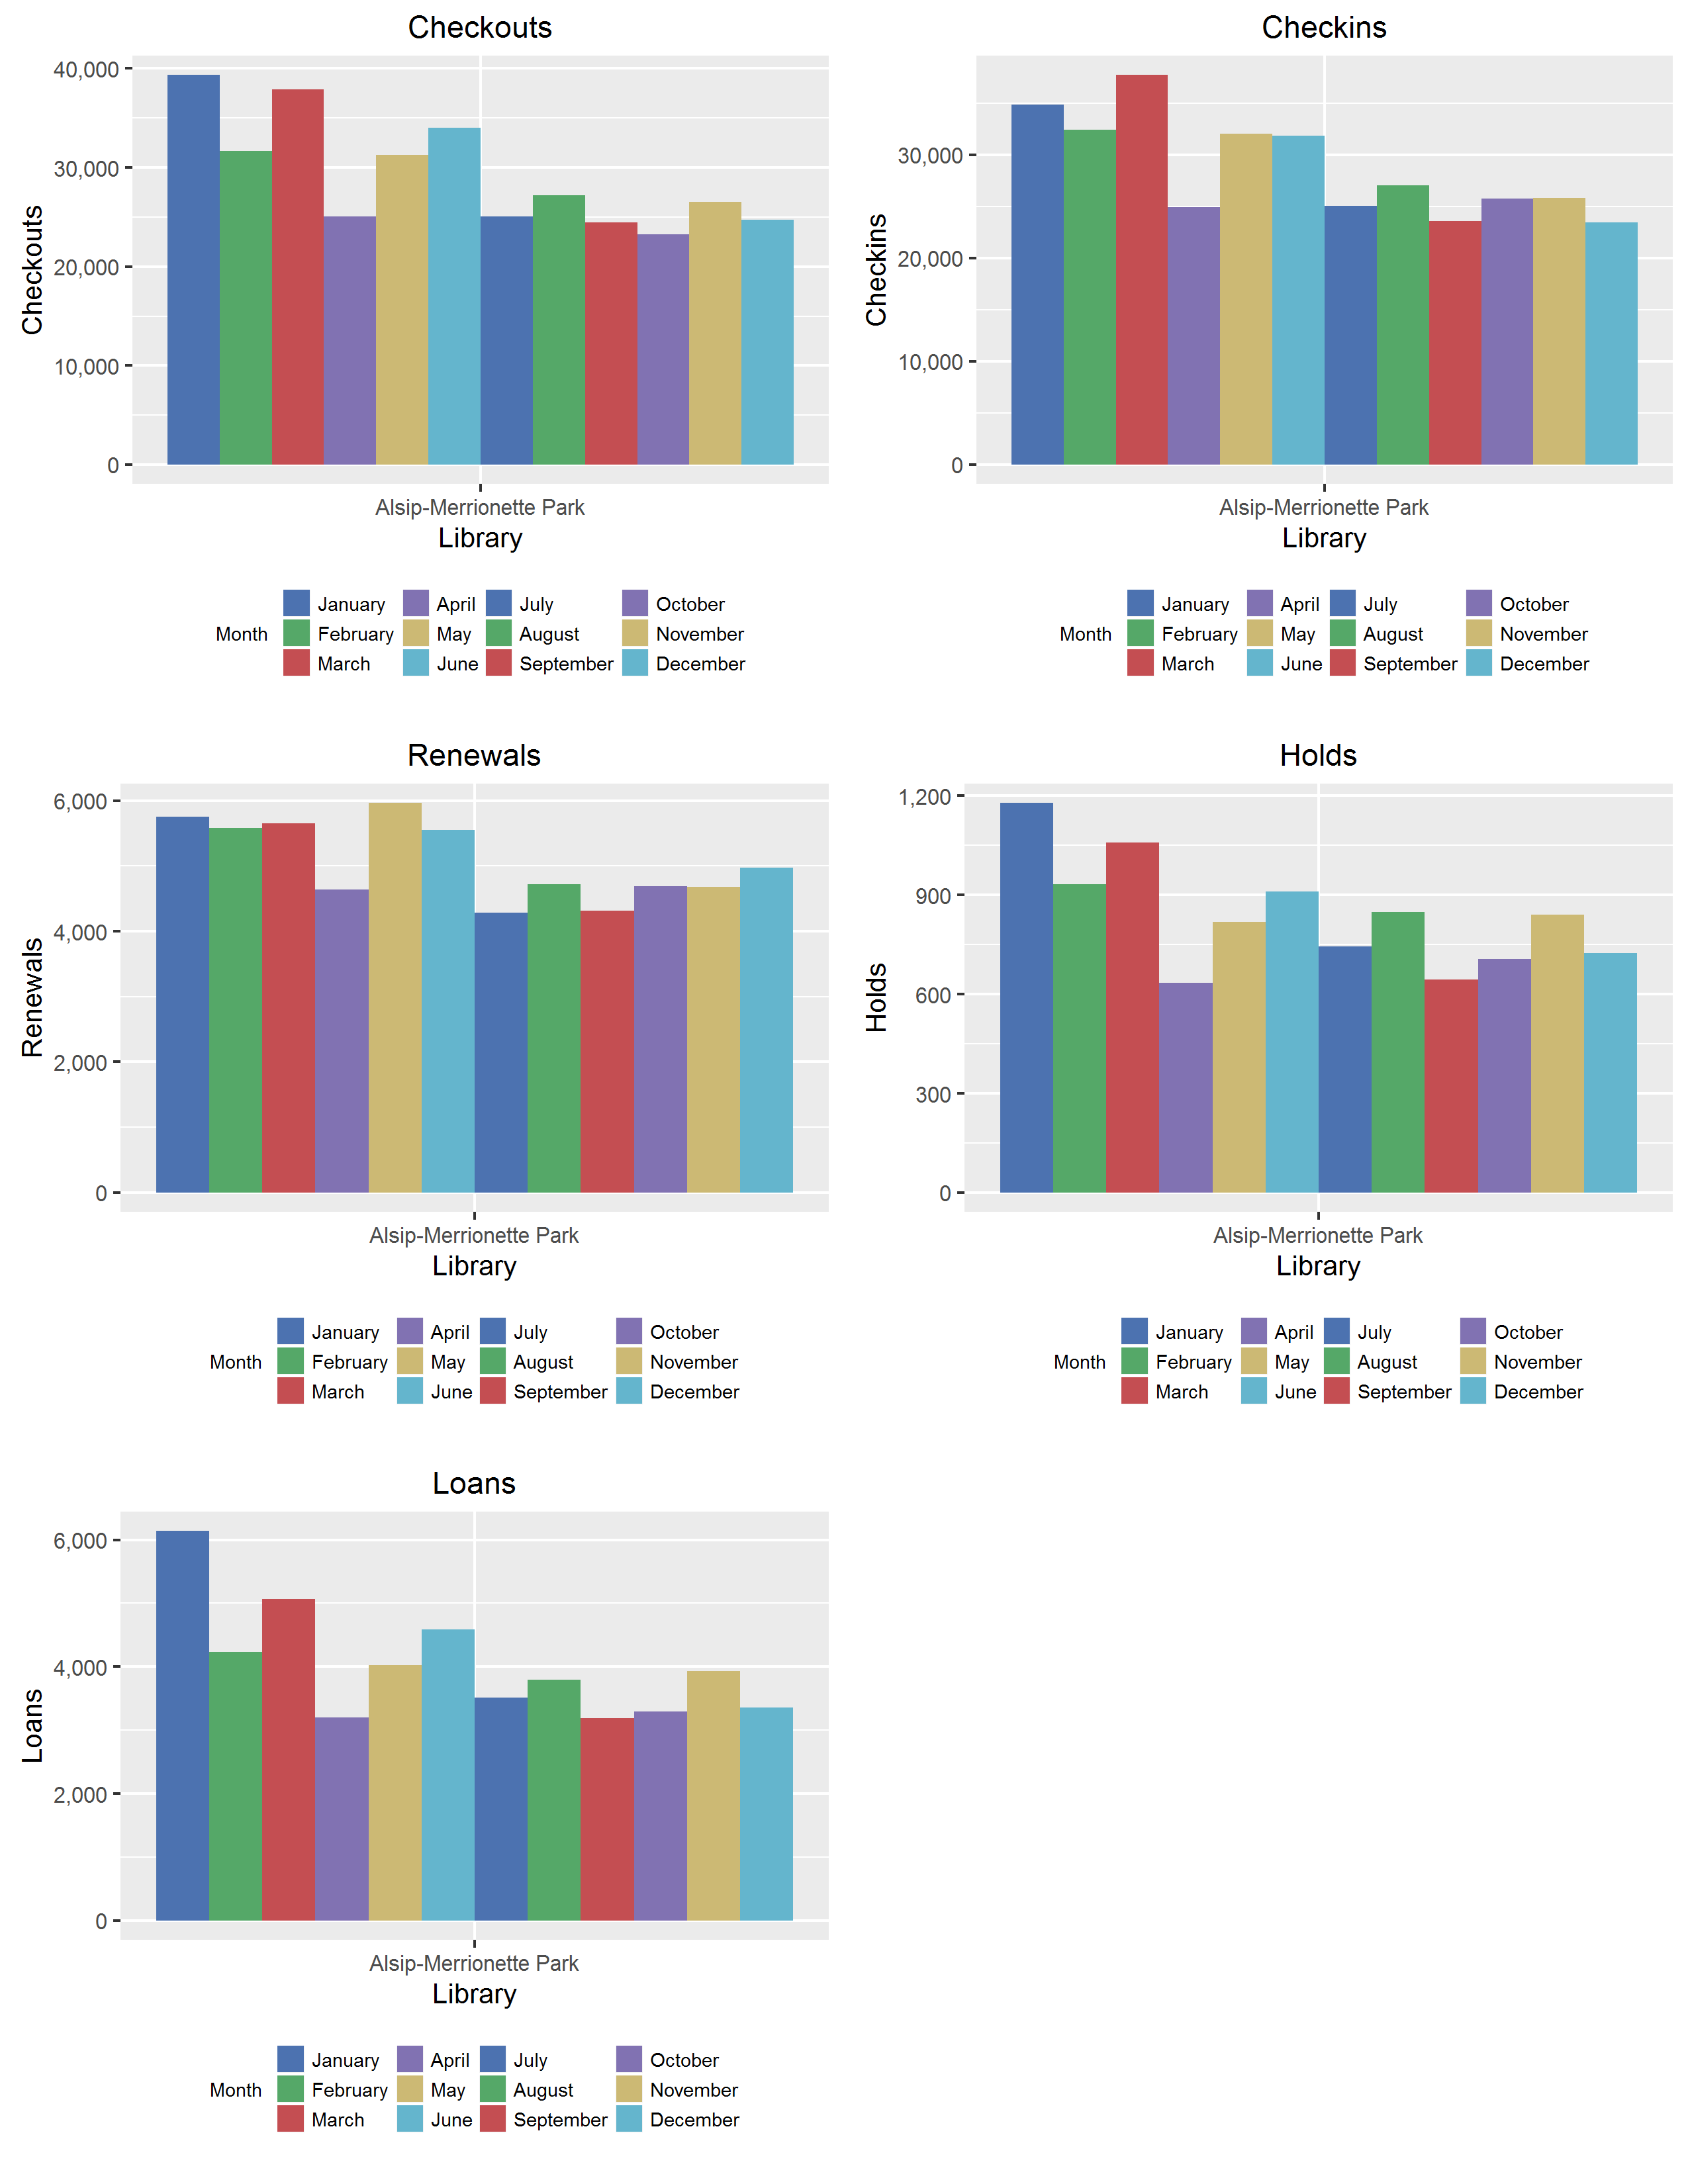 Checkouts
40,000
30,000
20,000
10,000
0
Checkouts
Alsip-Merrionette Park
Library
Month
January
February
March
April
May
June
July
August
September
October
November
December
Checkins
30,000
20,000
10,000
0
Checkins
Alsip-Merrionette Park
Library
Month
January
February
March
April
May
June
July
August
September
October
November
December
Renewals
6,000
4,000
2,000
0
Renewals
Alsip-Merrionette Park
Library
Month
January
February
March
April
May
June
July
August
September
October
November
December
Holds
1,200
900
600
300
0
Holds
Alsip-Merrionette Park
Library
Month
January
February
March
April
May
June
July
August
September
October
November
December
Loans
6,000
4,000
2,000
0
Loans
Alsip-Merrionette Park
Library
Month
January
February
March
April
May
June
July
August
September
October
November
December